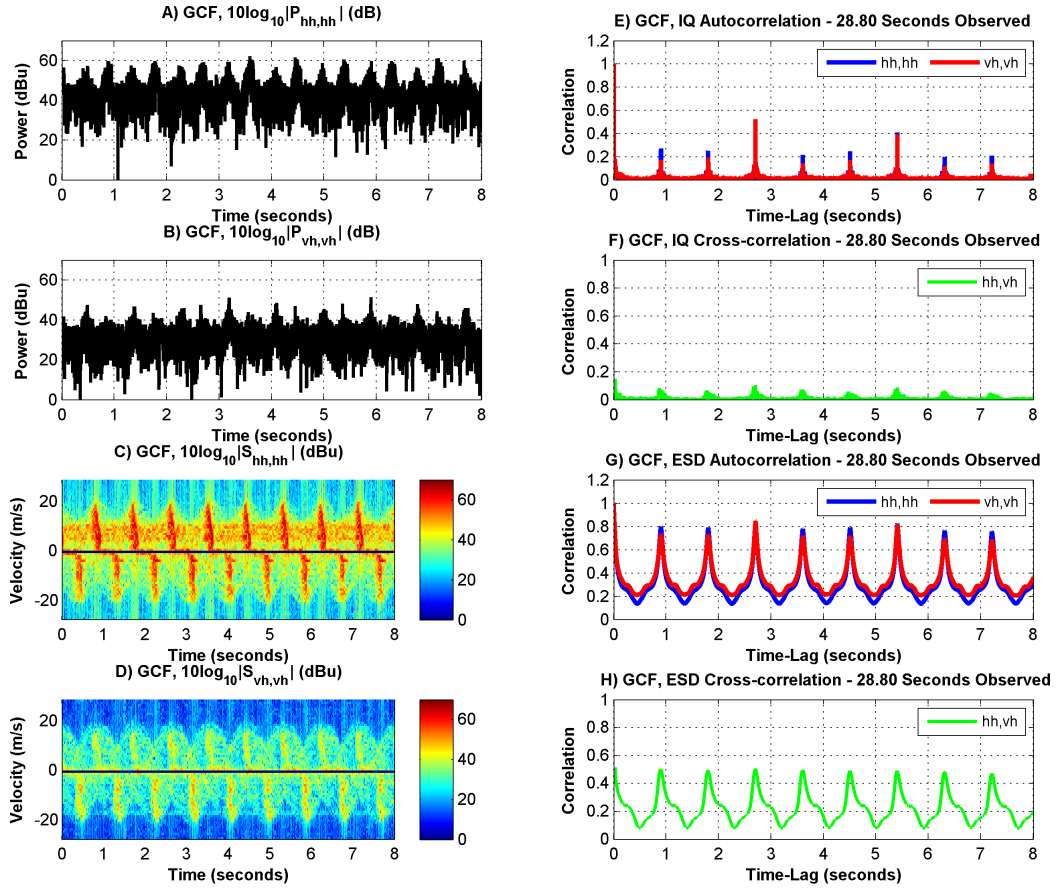 A) GCF, 10log10|Phh,hh| (dB)
60
40
20
0
Power (dBu)
0 1 2 3 4 5 6 7 8
Time (seconds)
B) GCF, 10log10|Pvh,vh| (dB)
60
40
20
0
Power (dBu)
0 1 2 3 4 5 6 7 8
Time (seconds)
C) GCF, 10log10|Shh,hh| (dBu)
20
0
-20
Velocity (m/s)
0 1 2 3 4 5 6 7 8
Time (seconds)
60
40
20
0
D) GCF, 10log10|Svh,vh| (dBu)
20
0
-20
Velocity (m/s)
0 1 2 3 4 5 6 7 8
Time (seconds)
60
40
20
0
E) GCF, IQ Autocorrelation - 28.80 Seconds Observed
hh,hh vh,vh
1.2
1
0.8
0.6
0.4
0.2
0
Correlation
0 1 2 3 4 5 6 7 8
Time-Lag (seconds)
F) GCF, IQ Cross-correlation - 28.80 Seconds Observed
hh,vh
1
0.8
0.6
0.4
0.2
0
Correlation
0 1 2 3 4 5 6 7 8
Time-Lag (seconds)
G) GCF, ESD Autocorrelation - 28.80 Seconds Observed
hh,hh vh,vh
1.2
1
0.8
0.6
0.4
0.2
0
Correlation
0 1 2 3 4 5 6 7 8
Time-Lag (seconds)
H) GCF, ESD Cross-correlation - 28.80 Seconds Observed
hh,vh
1
0.8
0.6
0.4
0.2
0
Correlation
0 1 2 3 4 5 6 7 8
Time-Lag (seconds)